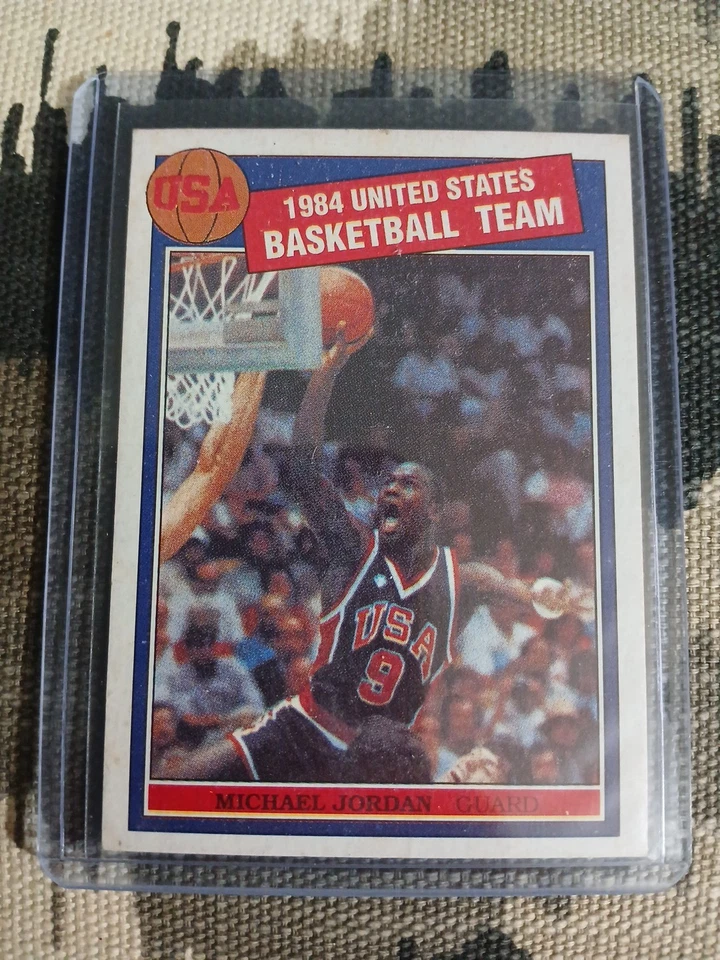 USA
1984 UNITED STATES
BASKETBALL TEAM
USA
9
MICHAEL JORDAN GUARD